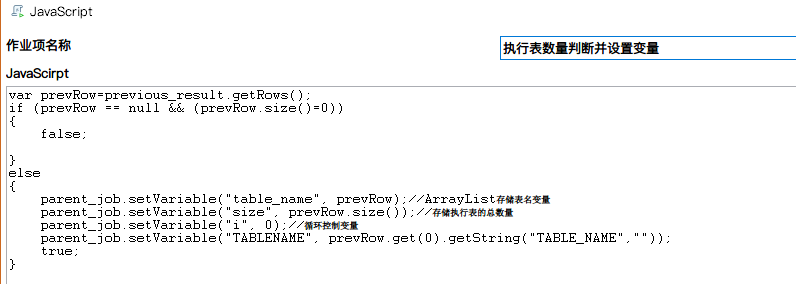 JavaScript
作业项名称
执行表数量判断并设置变量
JavaScirpt
var prevRow=previous_result.getRows();
if (prevRow == null && (prevRow.size()=0))
{
    false;
}
else
{
    parent_job.setVariable("table_name", prevRow);//ArrayList存储表名变量
    parent_job.setVariable("size", prevRow.size());//存储执行表的总数量
    parent_job.setVariable("i", 0);//循环控制变量
    parent_job.setVariable("TABLENAME", prevRow.get(0).getString("TABLE_NAME",""));
    true;
}